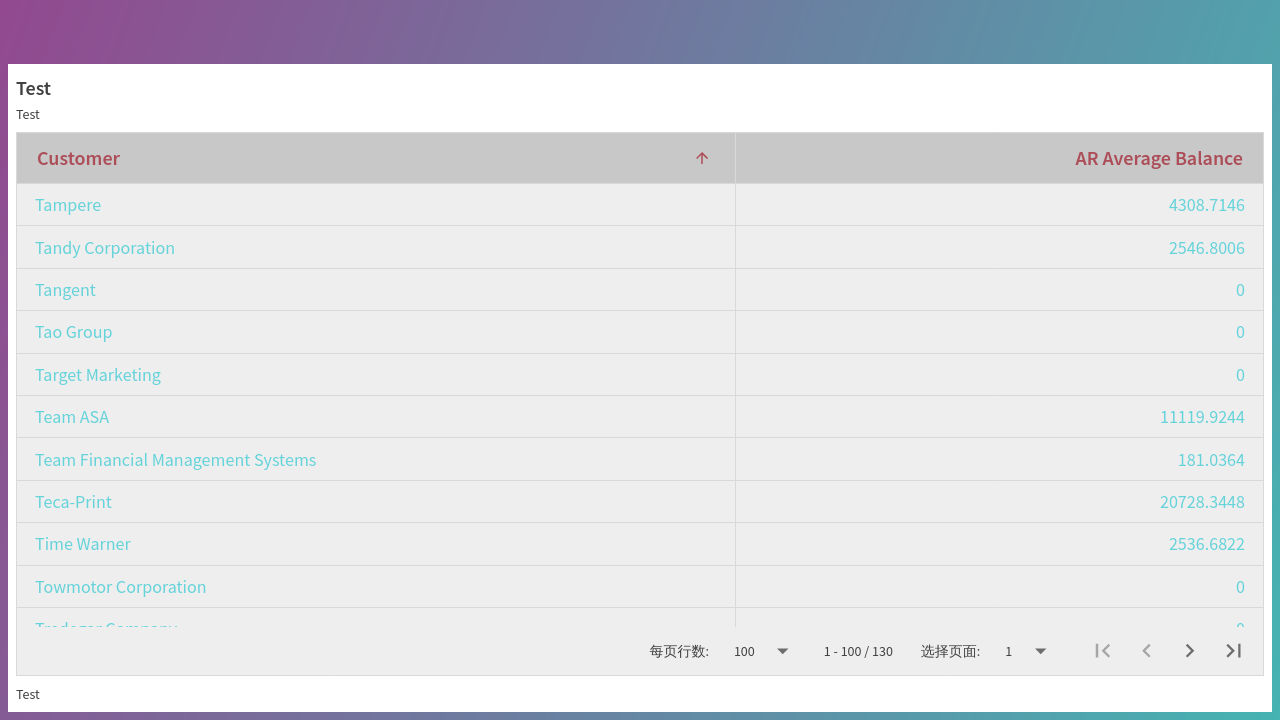 Test
Test
Customer AR Average Balance
Tampere 4308.7146
Tandy Corporation 2546.8006
Tangent 0
Tao Group 0
Target Marketing 0
Team ASA 11119.9244
Team Financial Management Systems 181.0364
Teca-Print 20728.3448
Time Warner 2536.6822
Towmotor Corporation 0
每页行数: 100 1 - 100 / 130 选择页面: 1
Test